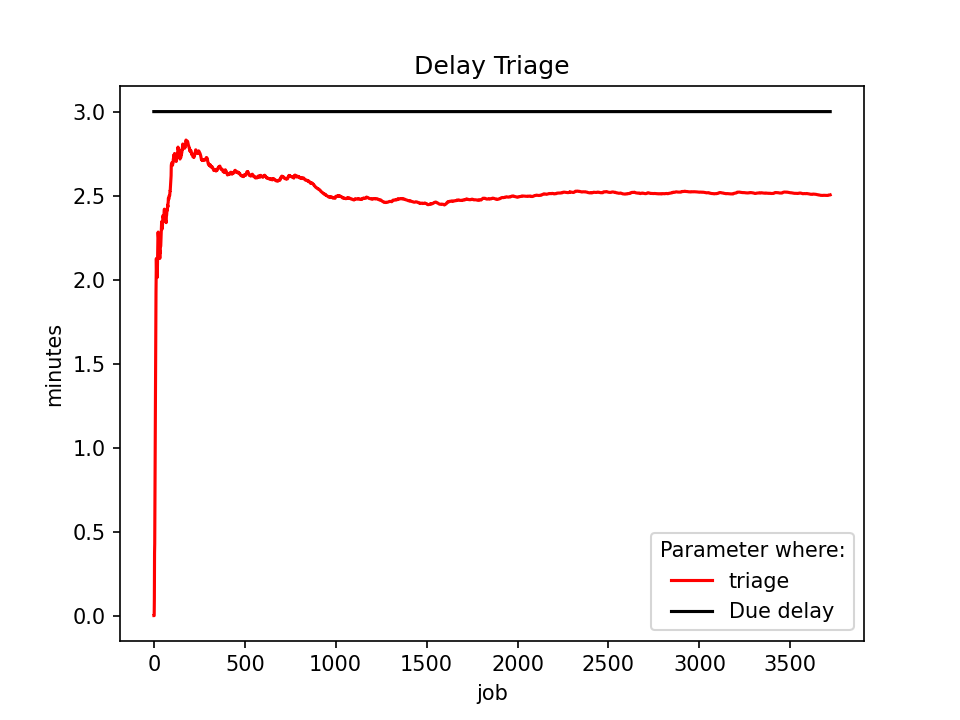 Delay Triage
3.0
2.5
2.0
1.5
1.0
0.5
0.0
minutes
0 500 1000 1500 2000 2500 3000 3500
job
Parameter where:
triage
Due delay